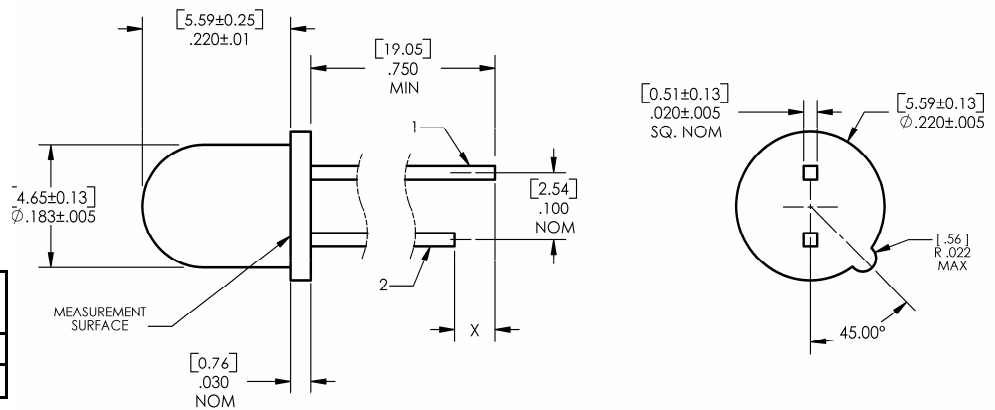 [5.59±0.25]
.220±.01
[19.05]
.750
MIN
1
[2.54]
.100
NOM
4.65±0.13]
Ø.183±.005
2
MEASUREMENT
SURFACE
X
[0.76]
.030
NOM
[0.51±0.13]
.020±.005
SQ. NOM
[5.59±0.13]
Ø.220±.005
[.56]
R .022
MAX
45.00°